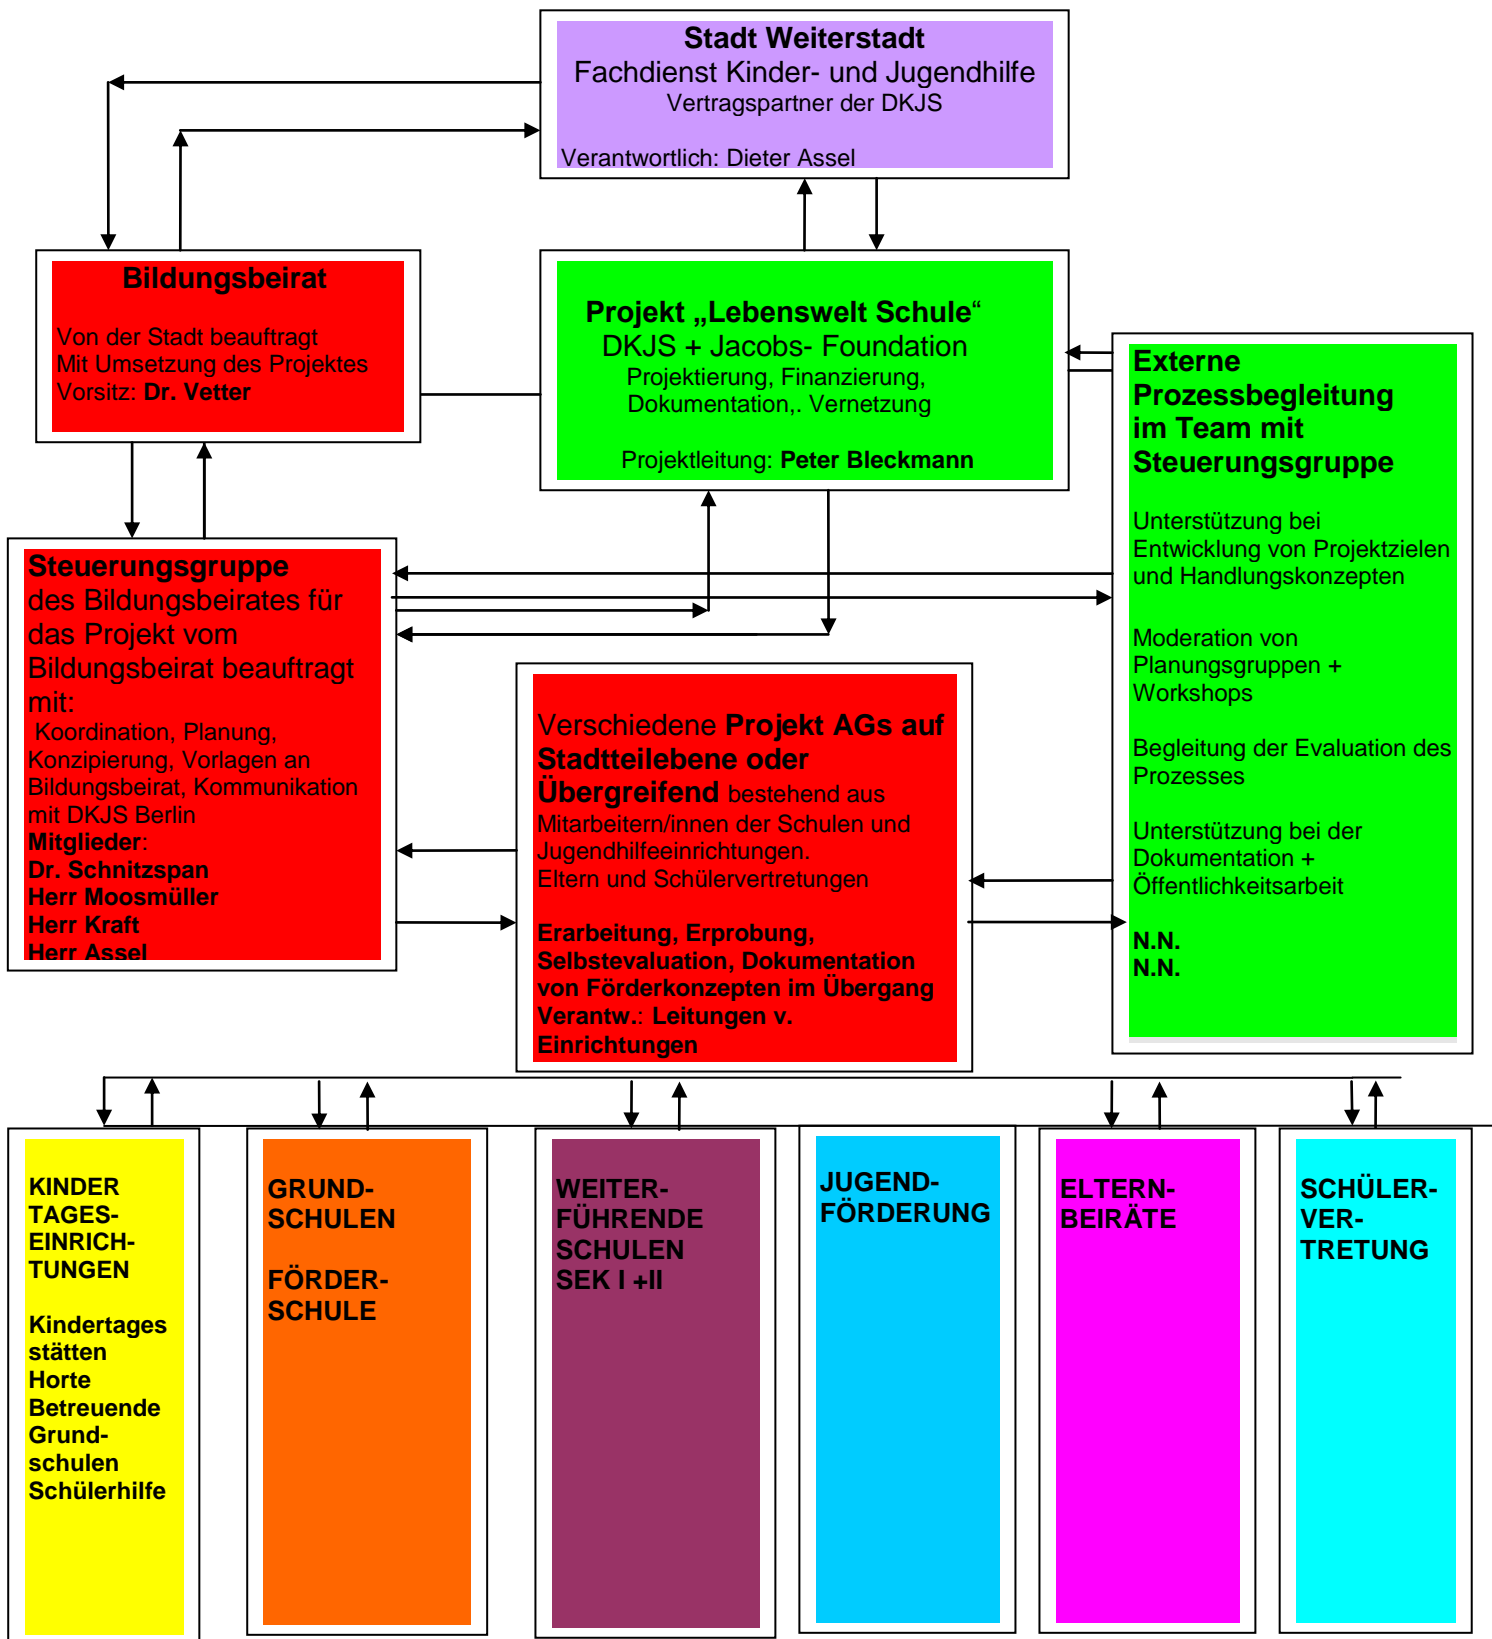 Stadt Weiterstadt
Fachdienst Kinder- und Jugendhilfe
Vertragspartner der DKJS
Verantwortlich: Dieter Assel
Bildungsbeirat
Von der Stadt beauftragt
Mit Umsetzung des Projektes
Vorsitz: Dr. Vetter
Projekt „Lebenswelt Schule“
DKJS + Jacobs- Foundation
Projektierung, Finanzierung,
Dokumentation,. Vernetzung
Projektleitung: Peter Bleckmann
Externe
Prozessbegleitung
im Team mit
Steuerungsgruppe
Unterstützung bei
Entwicklung von Projektzielen
und Handlungskonzepten
Moderation von
Planungsgruppen +
Workshops
Begleitung der Evaluation des
Prozesses
Unterstützung bei der
Dokumentation +
Öffentlichkeitsarbeit
N.N.
N.N.
Steuerungsgruppe
des Bildungsbeirates für
das Projekt vom
Bildungsbeirat beauftragt
mit:
Koordination, Planung,
Konzipierung, Vorlagen an
Bildungsbeirat, Kommunikation
mit DKJS Berlin
Mitglieder:
Dr. Schnitzspan
Herr Moosmüller
Herr Kraft
Herr Assel
Verschiedene Projekt AGs auf
Stadtteilebene oder
Übergreifend bestehend aus
Mitarbeitern/innen der Schulen und
Jugendhilfeeinrichtungen.
Eltern und Schülervertretungen
Erarbeitung, Erprobung,
Selbstevaluation, Dokumentation
von Förderkonzepten im Übergang
Verantw.: Leitungen v.
Einrichtungen
KINDER
TAGES-
EINRICH-
TUNGEN
Kindertages
stätten
Horte
Betreuende
Grund-
schulen
Schülerhilfe
GRUND-
SCHULEN
FÖRDER-
SCHULE
WEITER-
FÜHRENDE
SCHULEN
SEK I +II
JUGEND-
FÖRDERUNG
ELTERN-
BEIRÄTE
SCHÜLER-
VER-
TRETUNG